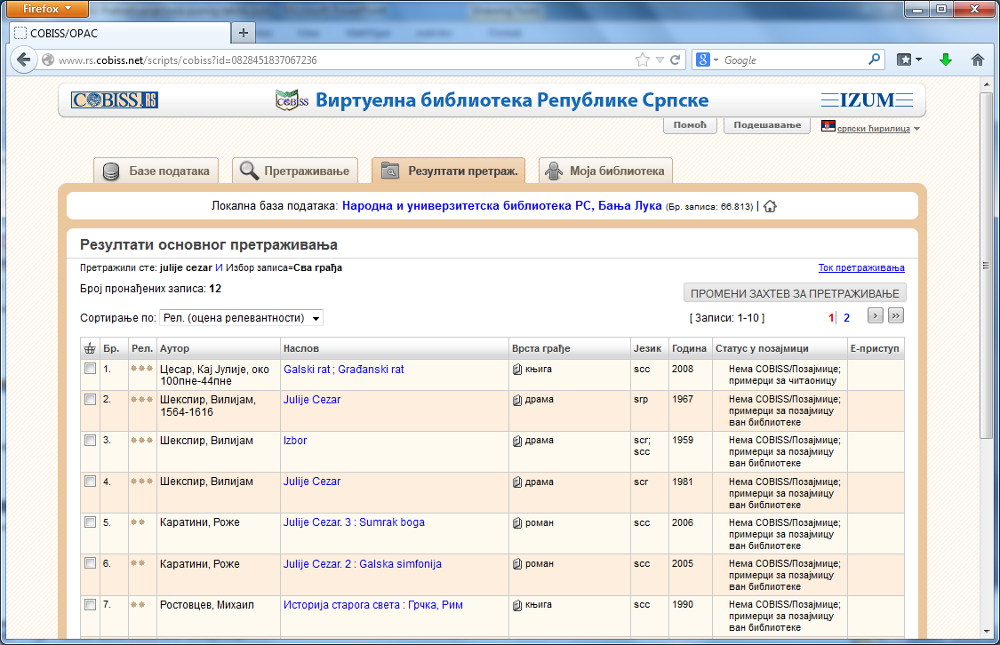 Firefox
COBISS/OPAC
www.rs.cobiss.net/scripts/cobiss?id=0828451837067236
Google
COBISS.RS
COBISS Виртуелна библиотека Републике Српске
IZUM
Помоћ Подешавање српски ћирилица
Базе података Претраживање Резултати претраж. Моја библиотека
Локална база података: Народна и универзитетска библиотека РС, Бања Лука (Бр. записа: 66.813) |
Резултати основног претраживања
Претражили сте: julije cezar И Избор записа=Сва грађа Ток претраживања
Број пронађених записа: 12
ПРОМЕНИ ЗАХТЕВ ЗА ПРЕТРАЖИВАЊЕ
Сортирање по: Рел. (оцена релевантности) [ Записи: 1-10 ] 1| 2 > >>
Бр. Рел. Аутор Наслов Врста грађе Језик Година Статус у позајмици Е-приступ
1. *** Цесар, Кај Јулије, око Galski rat ; Građanski rat књига scc 2008 Нема COBISS/Позајмице;
100пне-44пне примерци за читаоницу
2. *** Шекспир, Вилијам, Julije Cezar драма srp 1967 Нема COBISS/Позајмице;
1564-1616 примерци за позајмицу
ван библиотеке
3. *** Шекспир, Вилијам Izbor драма scr; 1959 Нема COBISS/Позајмице;
scc примерци за позајмицу
ван библиотеке
4. *** Шекспир, Вилијам Julije Cezar драма scr 1981 Нема COBISS/Позајмице;
примерци за позајмицу
ван библиотеке
5. ** Каратини, Роже Julije Cezar. 3 : Sumrak boga роман scc 2006 Нема COBISS/Позајмице;
примерци за позајмицу
ван библиотеке
6. ** Каратини, Роже Julije Cezar. 2 : Galska simfonija роман scc 2005 Нема COBISS/Позајмице;
примерци за позајмицу
ван библиотеке
7. ** Ростовцев, Михаил Историја старога света : Грчка, Рим књига scc 1990 Нема COBISS/Позајмице;
примерци за позајмицу
ван библиотеке